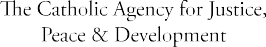 The Catholic Agency for Justice,
Peace & Development